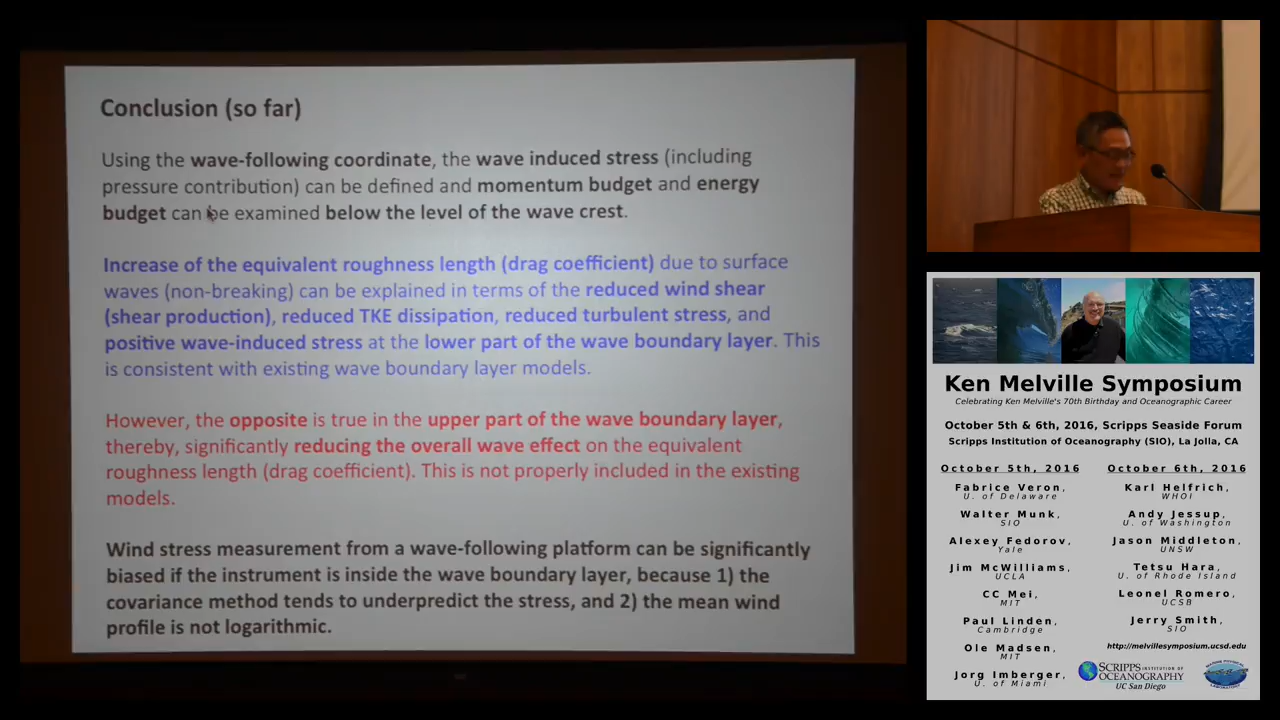 Conclusion (so far)
Using the wave-following coordinate, the wave induced stress (including
pressure contribution) can be defined and momentum budget and energy
budget can be examined below the level of the wave crest.
Increase of the equivalent roughness length (drag coefficient) due to surface
waves (non-breaking) can be explained in terms of the reduced wind shear
(shear production), reduced TKE dissipation, reduced turbulent stress, and
positive wave-induced stress at the lower part of the wave boundary layer. This
is consistent with existing wave boundary layer models.
However, the opposite is true in the upper part of the wave boundary layer,
thereby, significantly reducing the overall wave effect on the equivalent
roughness length (drag coefficient). This is not properly included in the existing
models.
Wind stress measurement from a wave-following platform can be significantly
biased if the instrument is inside the wave boundary layer, because 1) the
covariance method tends to underpredict the stress, and 2) the mean wind
profile is not logarithmic.
Ken Melville Symposium
Celebrating Ken Melville's 70th Birthday and Oceanographic Career
October 5th & 6th, 2016, Scripps Seaside Forum
Scripps Institution of Oceanography (SIO), La Jolla, CA
October 5th, 2016
Fabrice Veron,
U. of Delaware
Walter Munk,
SIO
Alexey Fedorov,
Yale
Jim McWilliams,
UCLA
CC Mei,
MIT
Paul Linden,
Cambridge
Ole Madsen,
MIT
Jorg Imberger,
U. of Miami
October 6th, 2016
Karl Helfrich,
WHOI
Andy Jessup,
U. of Washington
Jason Middleton,
UNSW
Tetsu Hara,
U. of Rhode Island
Leonel Romero,
UCSB
Jerry Smith,
SIO
http://melvillesymposium.ucsd.edu
SCRIPPS INSTITUTION OF
OCEANOGRAPHY
UC San Diego